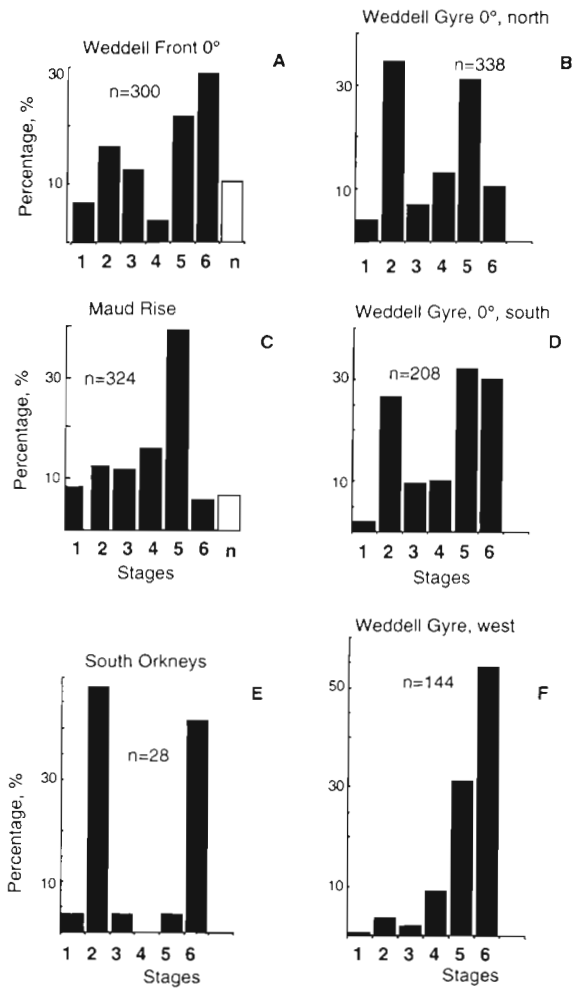 Weddell Front 0°
A
n=300
30
10
Percentage, %
1 2 3 4 5 6 n
Weddell Gyre 0°, north
B
n=338
30
10
1 2 3 4 5 6
Maud Rise
C
n=324
30
10
Percentage, %
1 2 3 4 5 6 n
Stages
Weddell Gyre, 0°, south
D
n=208
30
10
1 2 3 4 5 6
Stages
South Orkneys
E
n=28
30
10
Percentage, %
1 2 3 4 5 6
Stages
Weddell Gyre, west
F
n=144
50
30
10
1 2 3 4 5 6
Stages